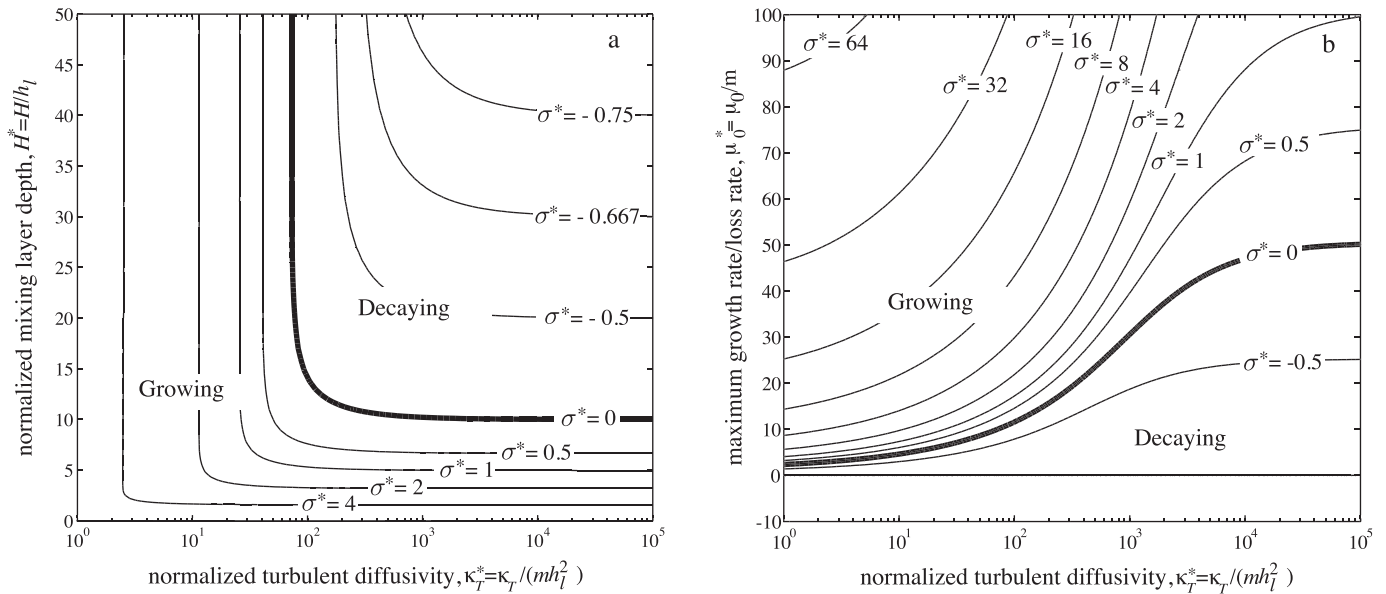 a
50
45
40
35
30
25
20
15
10
5
0
normalized mixing layer depth, H*=H/h_l
σ*= - 0.75
σ*= - 0.667
Decaying
σ*= - 0.5
Growing
σ*= 0
σ*= 0.5
σ*= 1
σ*= 2
σ*= 4
10^0
10^1
10^2
10^3
10^4
10^5
normalized turbulent diffusivity, κ_T*=κ_T/(mh_l^2)
b
100
90
80
70
60
50
40
30
20
10
0
-10
maximum growth rate/loss rate, μ_0*= μ_0/m
σ*= 64
σ*= 32
σ*= 16
σ*= 8
σ*= 4
σ*= 2
σ*= 1
σ*= 0.5
σ*= 0
Growing
σ*= -0.5
Decaying
10^0
10^1
10^2
10^3
10^4
10^5
normalized turbulent diffusivity, κ_T*=κ_T/(mh_l^2)